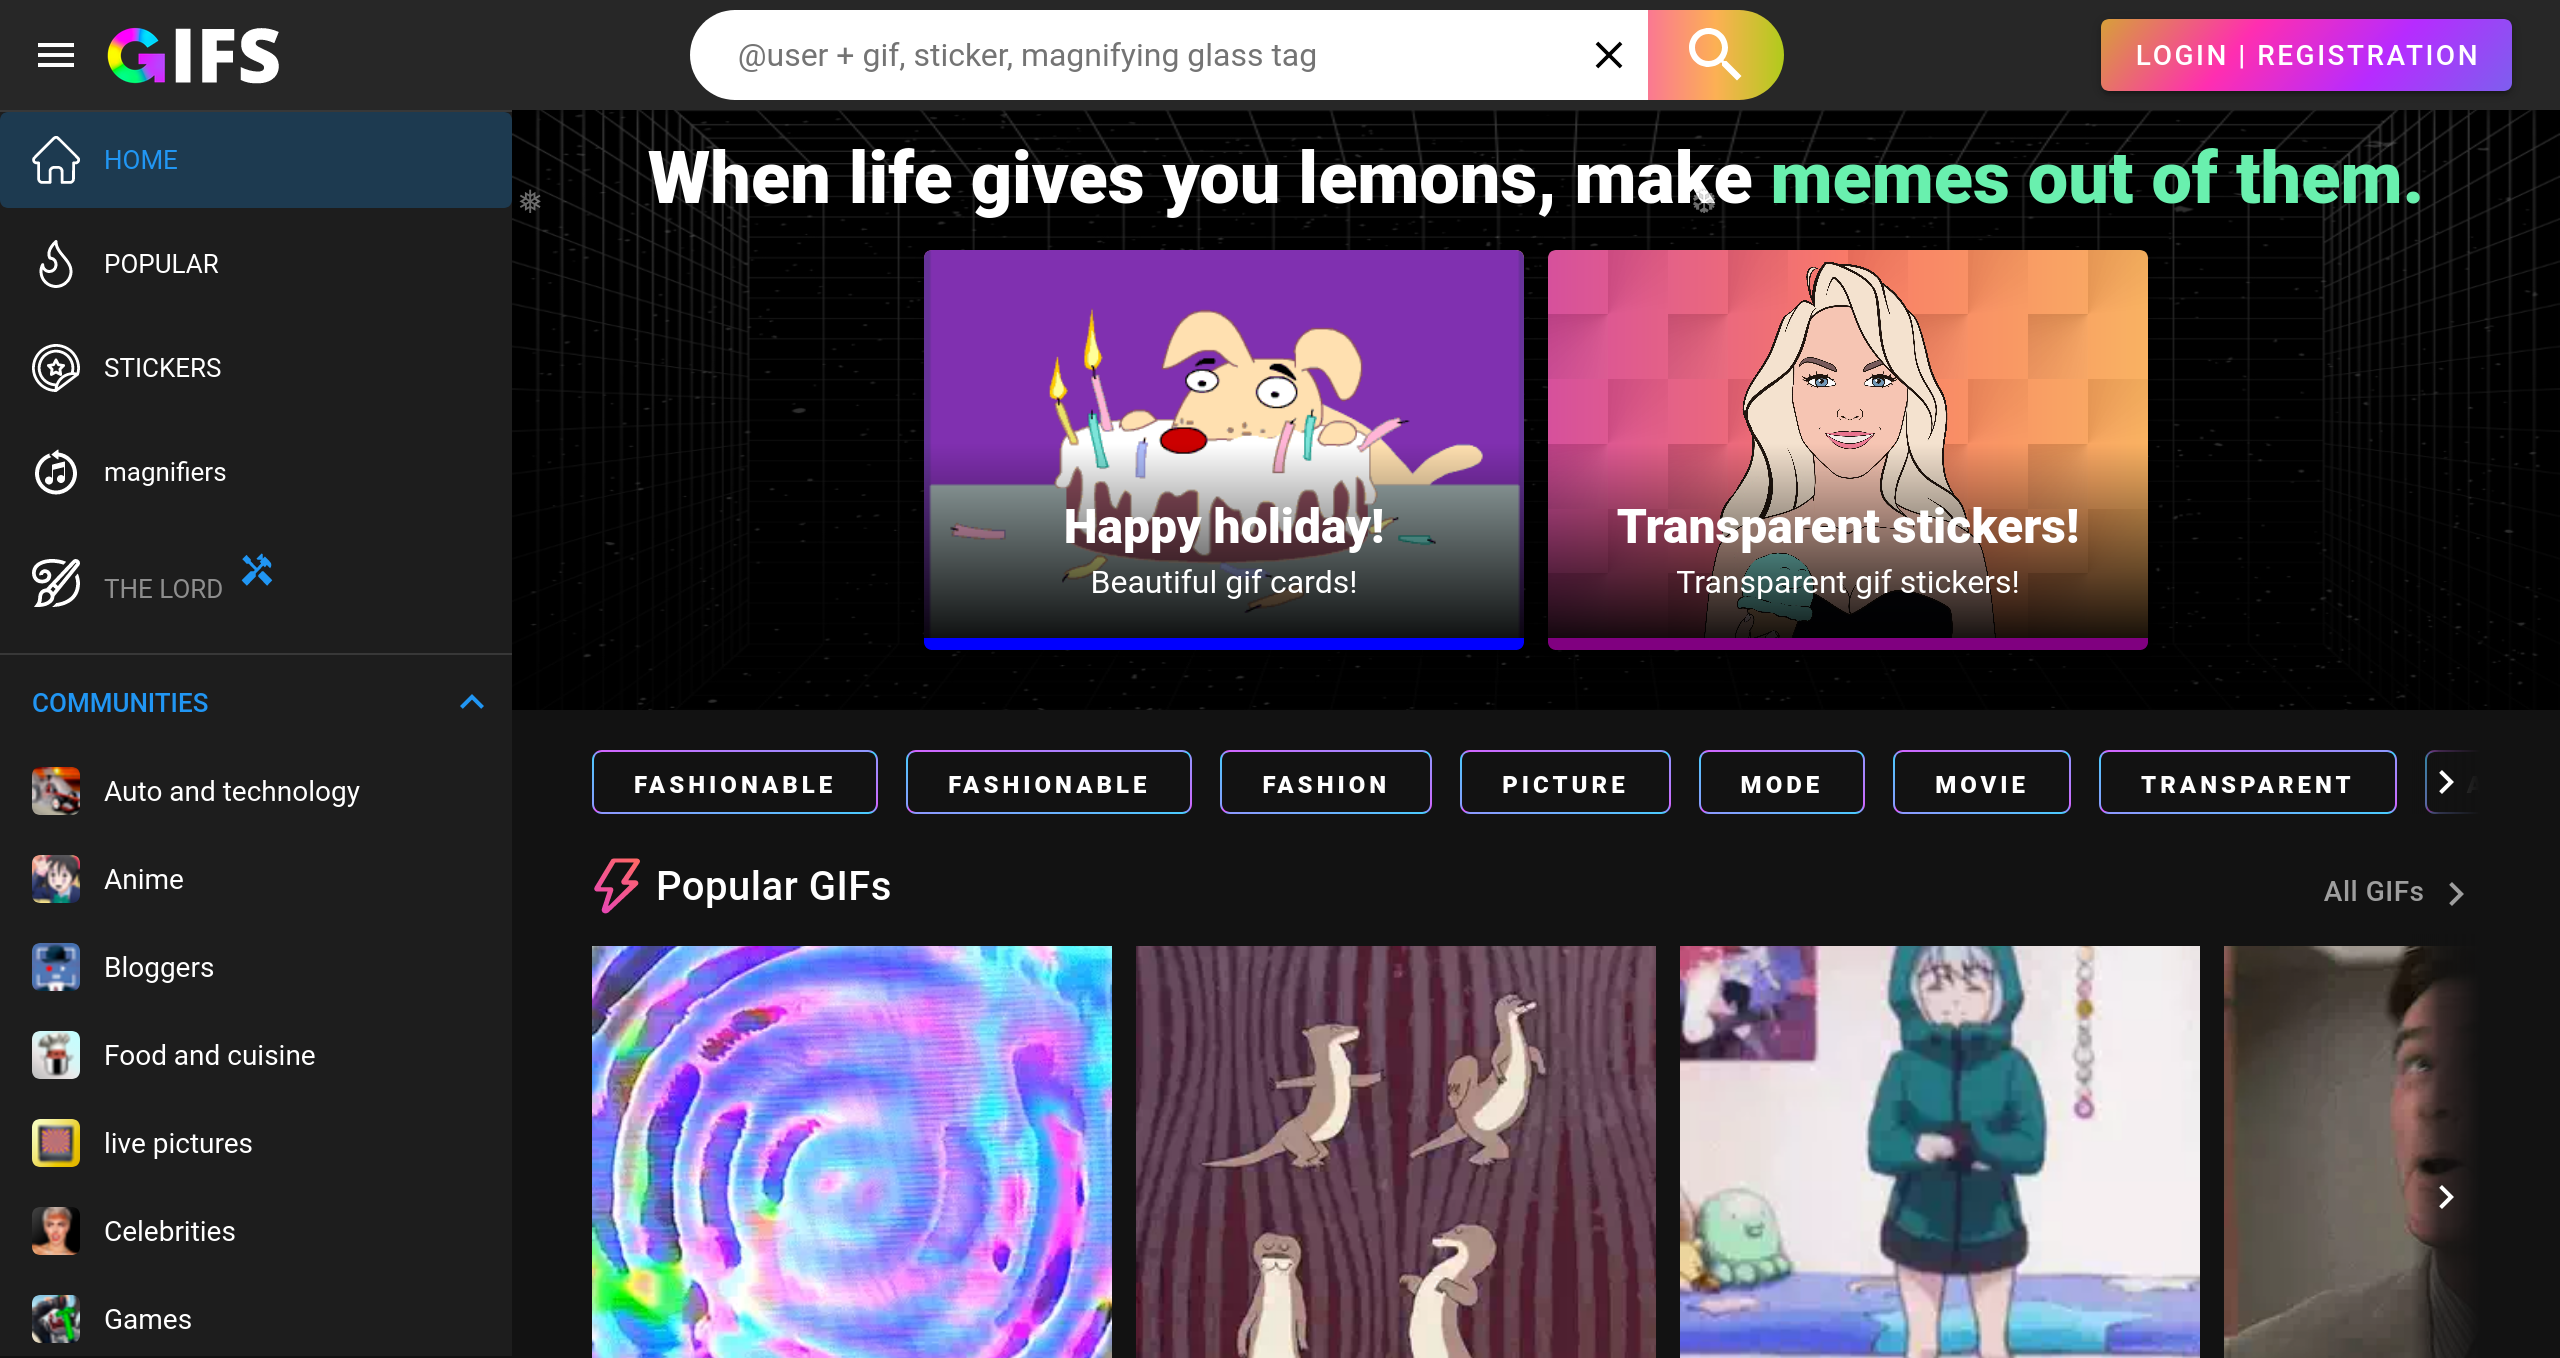 GIFS
@user + gif, sticker, magnifying glass tag
LOGIN | REGISTRATION
HOME
POPULAR
STICKERS
magnifiers
THE LORD
COMMUNITIES
Auto and technology
Anime
Bloggers
Food and cuisine
live pictures
Celebrities
Games
When life gives you lemons, make memes out of them.
Happy holiday!
Beautiful gif cards!
Transparent stickers!
Transparent gif stickers!
FASHIONABLE
FASHIONABLE
FASHION
PICTURE
MODE
MOVIE
TRANSPARENT
Popular GIFs
All GIFs